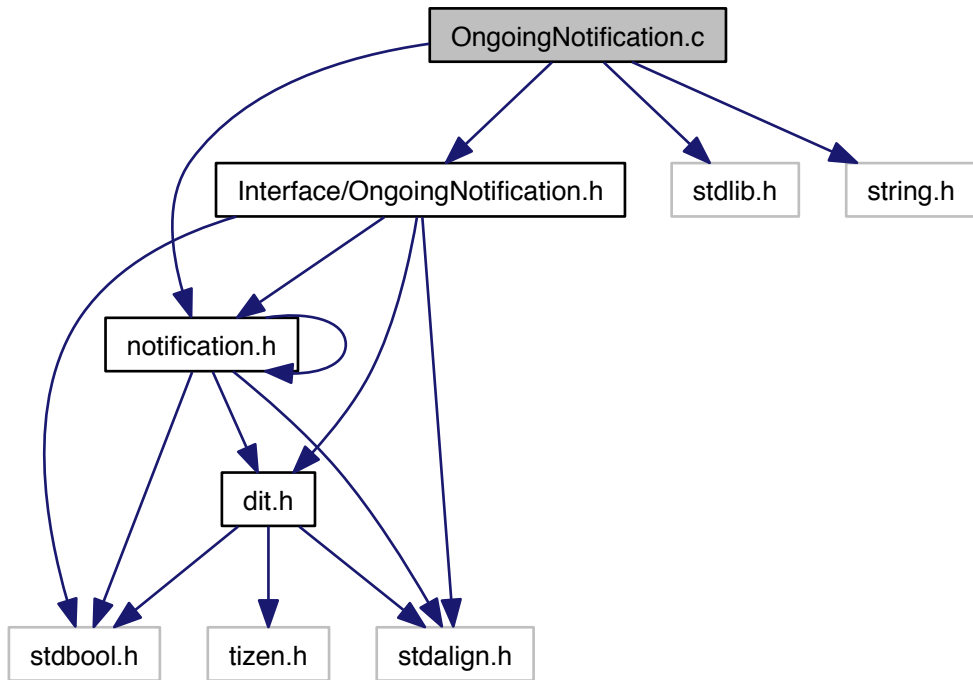 OngoingNotification.c
Interface/OngoingNotification.h
stdlib.h
string.h
notification.h
dit.h
stdbool.h
tizen.h
stdalign.h